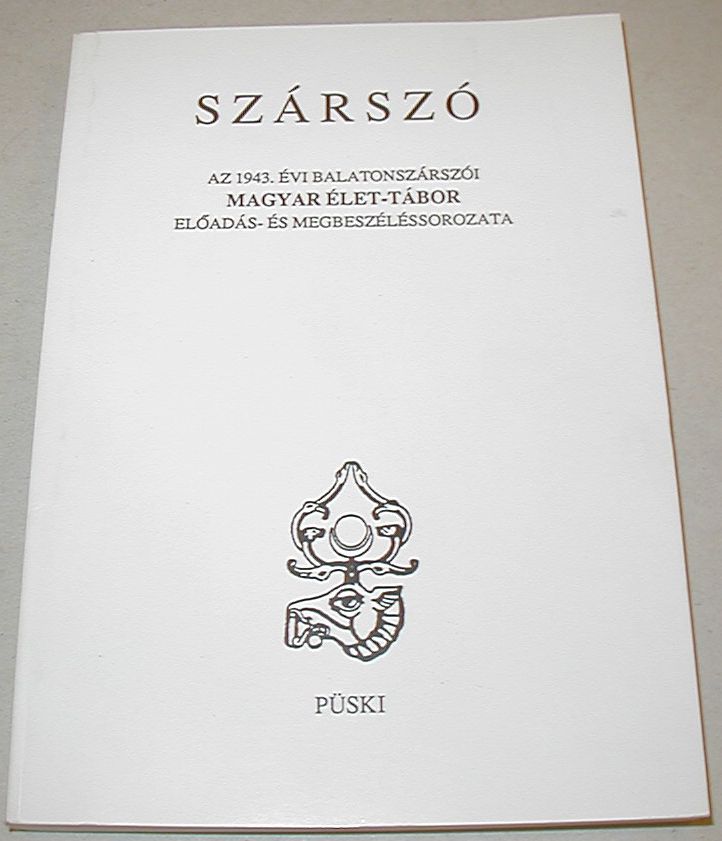 SZÁRSZÓ
AZ 1943. ÉVI BALATONSZÁRSZÓI
MAGYAR ÉLET-TÁBOR
ELŐADÁS- ÉS MEGBESZÉLÉSSOROZATA
PÜSKI